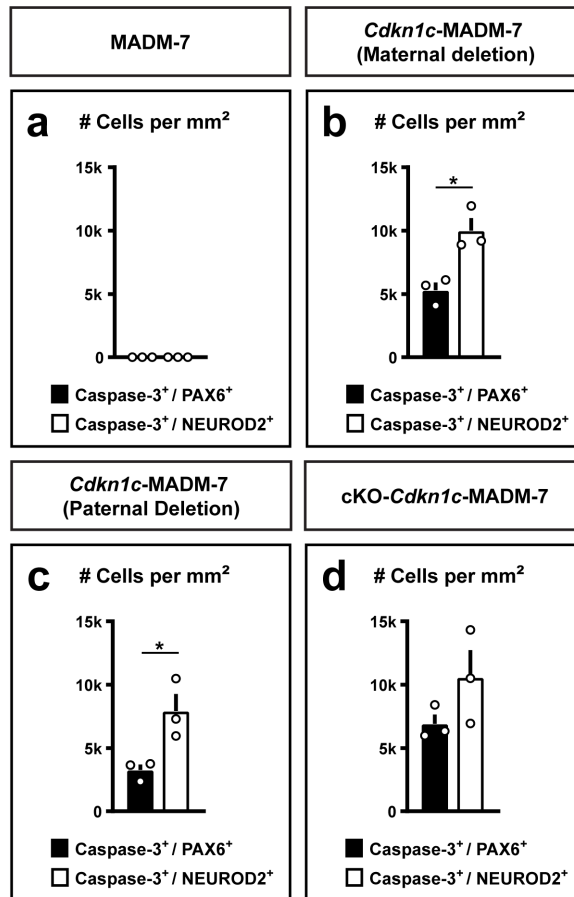 MADM-7
Cdkn1c-MADM-7
(Maternal deletion)
a # Cells per mm²
15k
10k
5k
0
Caspase-3⁺ / PAX6⁺
Caspase-3⁺ / NEUROD2⁺
b # Cells per mm²
*
15k
10k
5k
0
Caspase-3⁺ / PAX6⁺
Caspase-3⁺ / NEUROD2⁺
Cdkn1c-MADM-7
(Paternal Deletion)
cKO-Cdkn1c-MADM-7
c # Cells per mm²
15k
*
10k
5k
0
Caspase-3⁺ / PAX6⁺
Caspase-3⁺ / NEUROD2⁺
d # Cells per mm²
15k
10k
5k
0
Caspase-3⁺ / PAX6⁺
Caspase-3⁺ / NEUROD2⁺